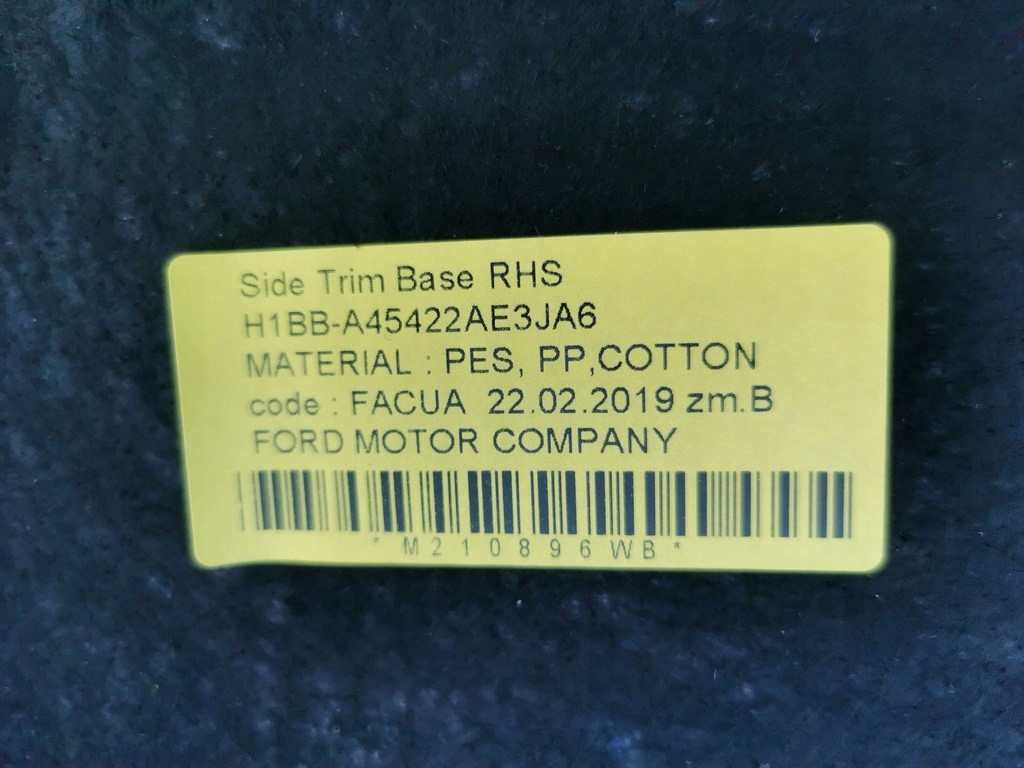 Side Trim Base RHS
H1BB-A45422AE3JA6
MATERIAL : PES, PP,COTTON
code : FACUA 22.02.2019 zm.B
FORD MOTOR COMPANY
*M210896WB*